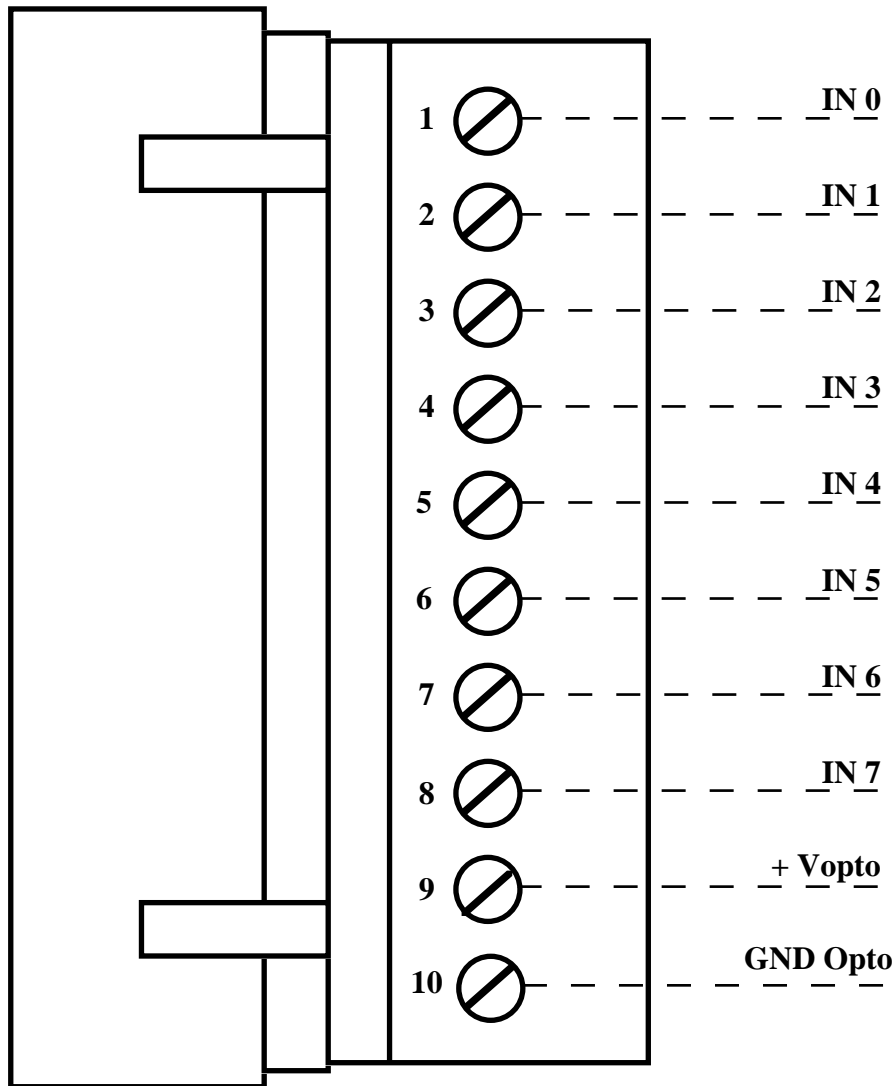 1 IN 0
2 IN 1
3 IN 2
4 IN 3
5 IN 4
6 IN 5
7 IN 6
8 IN 7
9 + Vopto
10 GND Opto